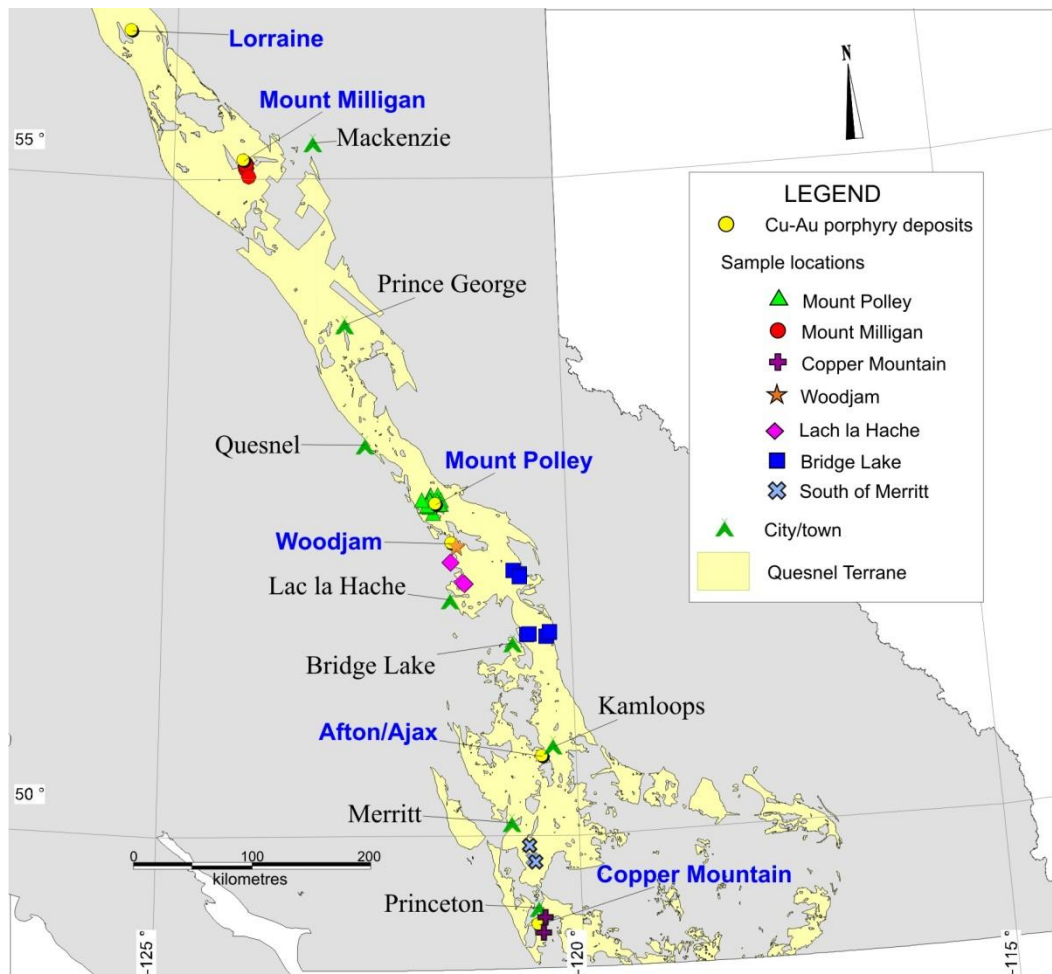 Lorraine
N
Mount Milligan
55 °
Mackenzie
LEGEND
Cu-Au porphyry deposits
Sample locations
Mount Polley
Mount Milligan
Copper Mountain
Woodjam
Lach la Hache
Bridge Lake
South of Merritt
City/town
Quesnel Terrane
Prince George
Quesnel
Mount Polley
Woodjam
Lac la Hache
Bridge Lake
Kamloops
Afton/Ajax
50 °
Merritt
0 100 200
kilometres
Copper Mountain
Princeton
-125 °
-120 °
-115 °